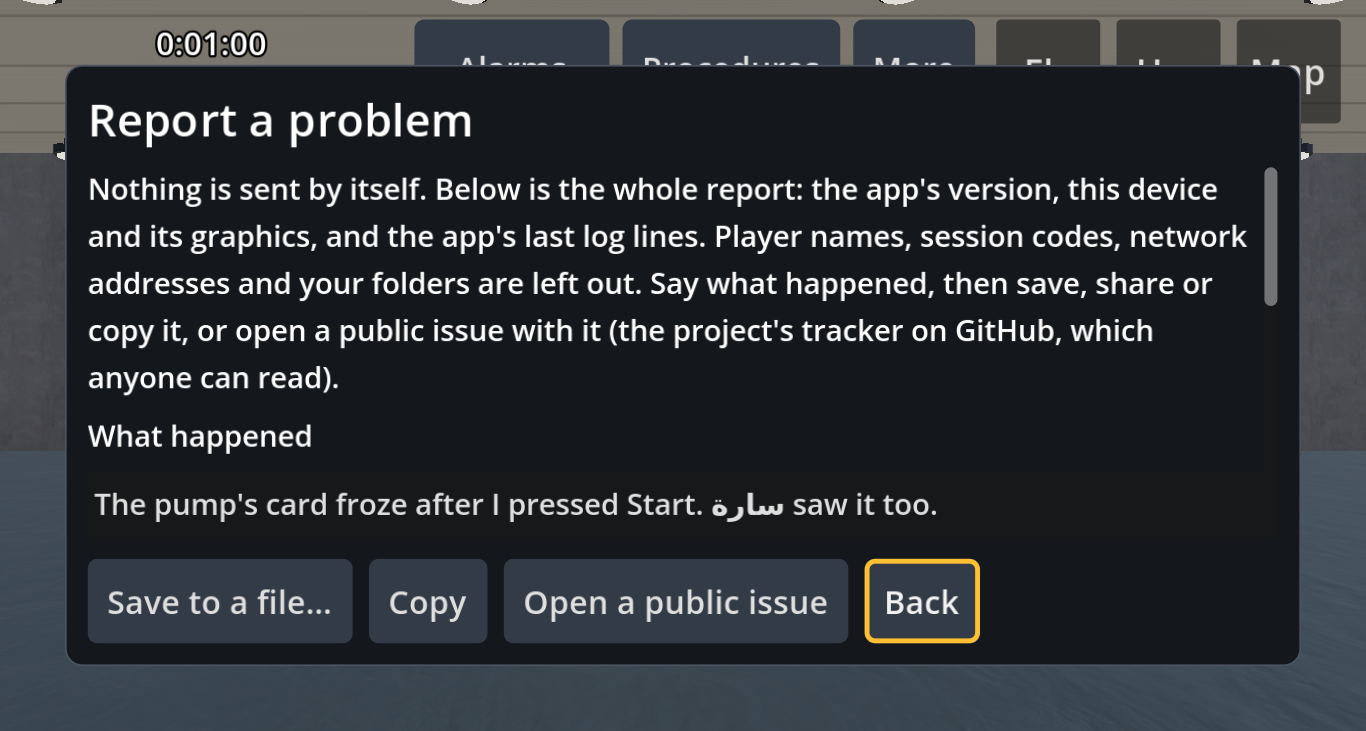 0:01:00
Report a problem
Nothing is sent by itself. Below is the whole report: the app's version, this device
and its graphics, and the app's last log lines. Player names, session codes, network
addresses and your folders are left out. Say what happened, then save, share or
copy it, or open a public issue with it (the project's tracker on GitHub, which
anyone can read).
What happened
The pump's card froze after I pressed Start. سارة saw it too.
Save to a file... Copy Open a public issue Back